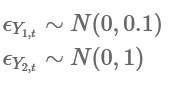 ϵ_{Y_{1,t}} ∼ N(0, 0.1)
ϵ_{Y_{2,t}} ∼ N(0, 1)